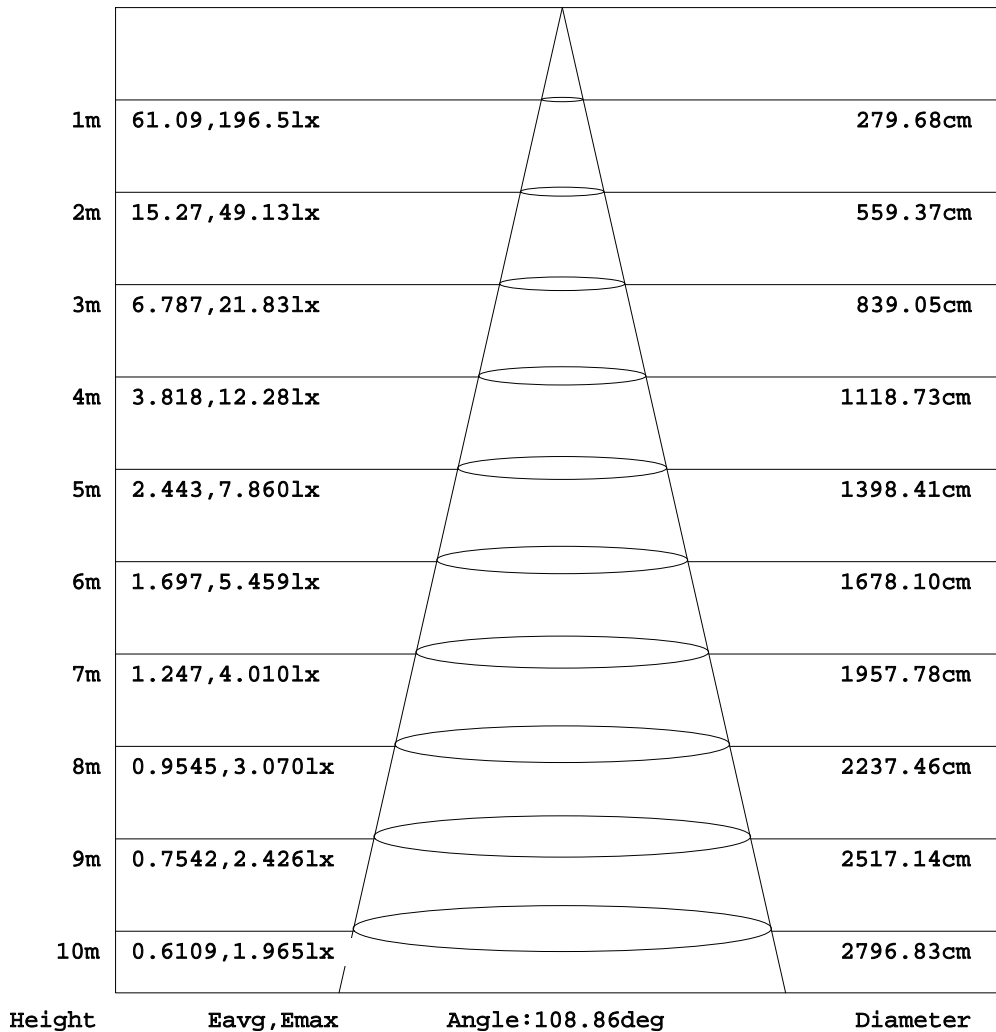 1m 61.09,196.5lx 279.68cm
2m 15.27,49.13lx 559.37cm
3m 6.787,21.83lx 839.05cm
4m 3.818,12.28lx 1118.73cm
5m 2.443,7.860lx 1398.41cm
6m 1.697,5.459lx 1678.10cm
7m 1.247,4.010lx 1957.78cm
8m 0.9545,3.070lx 2237.46cm
9m 0.7542,2.426lx 2517.14cm
10m 0.6109,1.965lx 2796.83cm
Height Eavg,Emax Angle:108.86deg Diameter